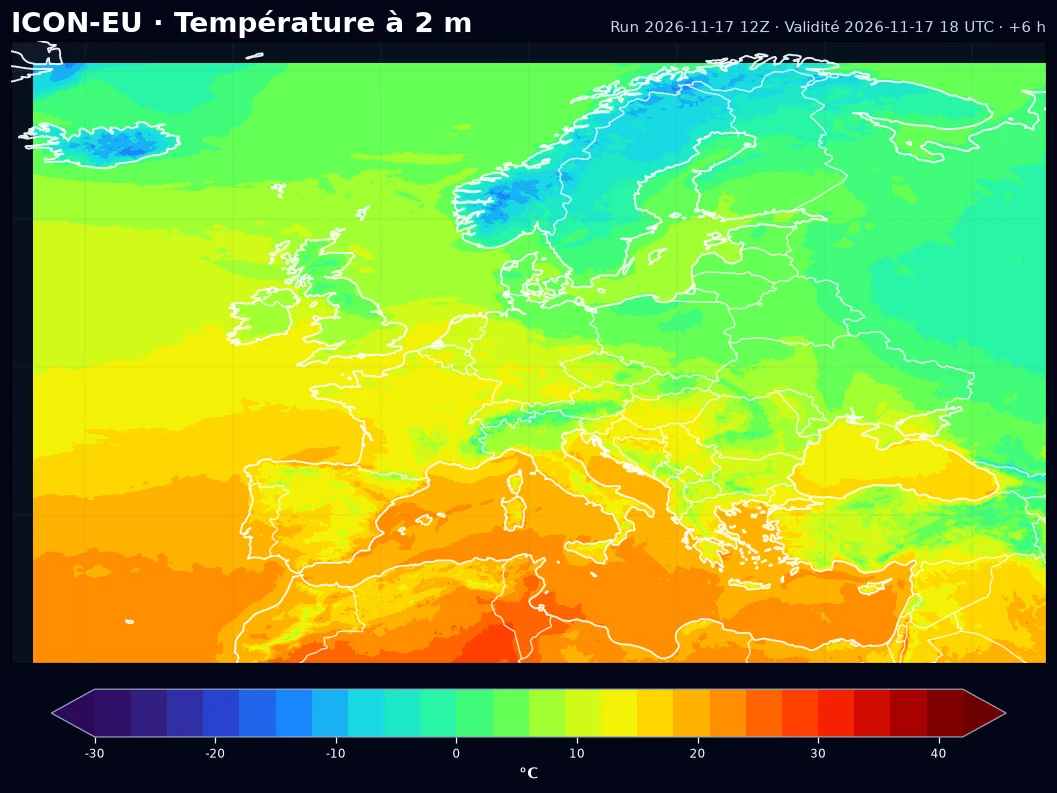 ICON-EU · Température à 2 m
Run 2026-11-17 12Z · Validité 2026-11-17 18 UTC · +6 h
-30 -20 -10 0 10 20 30 40
°C